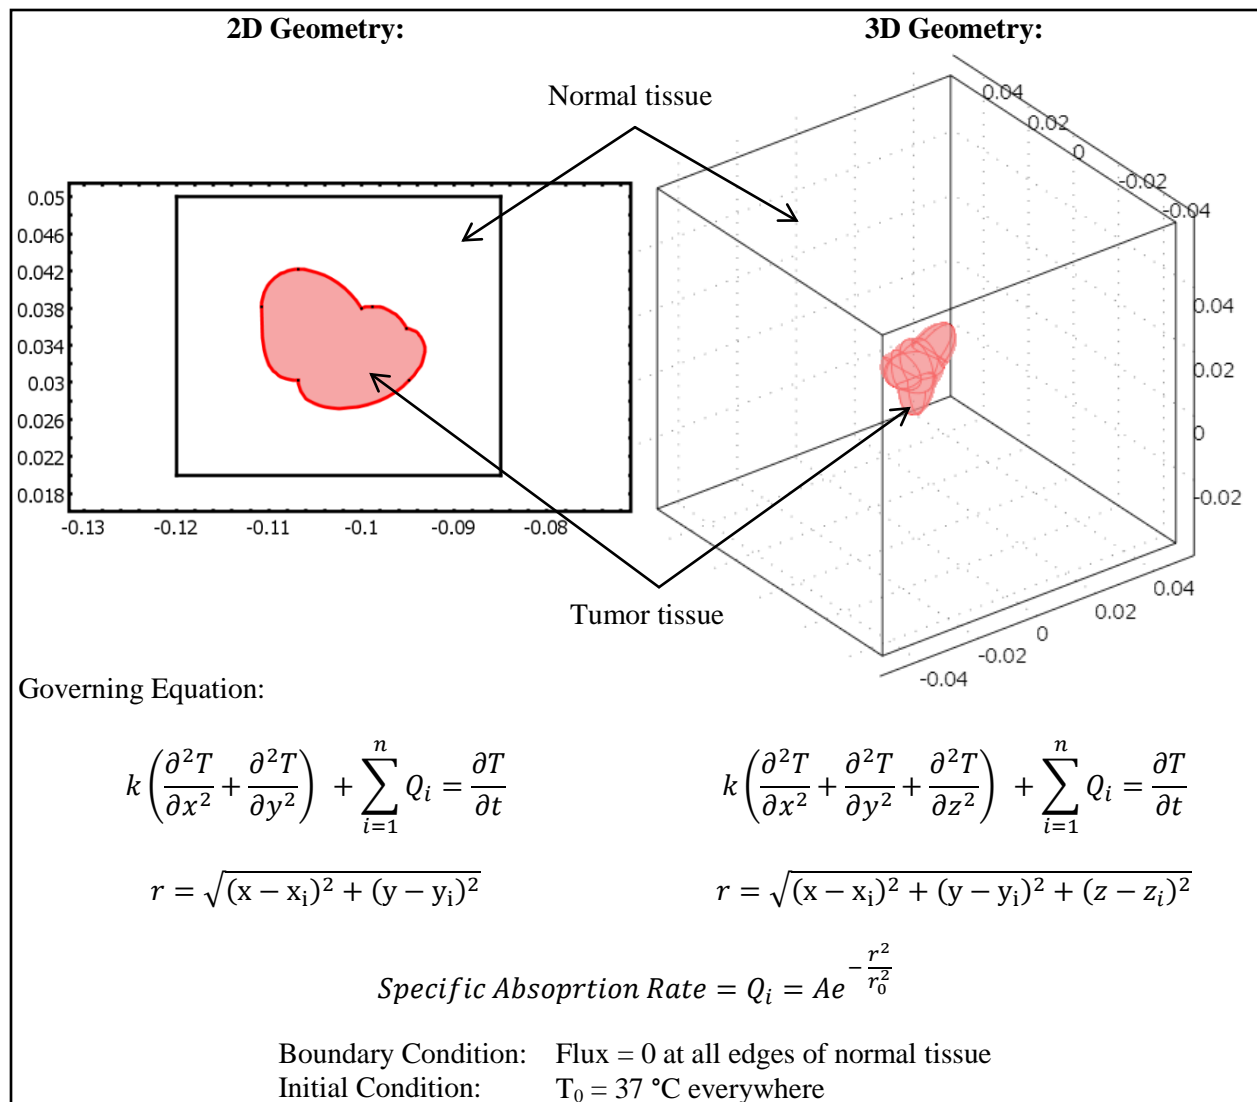 2D Geometry: 3D Geometry:
Normal tissue
0.04
0.02
0
-0.02
-0.04
0.05
0.046
0.042
0.038
0.034
0.03
0.026
0.022
0.018
-0.13 -0.12 -0.11 -0.1 -0.09 -0.08
0.04
0.02
0
-0.02
0.04
0.02
0
-0.02
-0.04
Tumor tissue
Governing Equation:
k(∂²T/∂x² + ∂²T/∂y²) + ∑_{i=1}^{n} Q_i = ∂T/∂t
k(∂²T/∂x² + ∂²T/∂y² + ∂²T/∂z²) + ∑_{i=1}^{n} Q_i = ∂T/∂t
r = √((x − x_i)² + (y − y_i)²)
r = √((x − x_i)² + (y − y_i)² + (z − z_i)²)
Specific Absoprtion Rate = Q_i = Ae^{−r²/r_0²}
Boundary Condition: Flux = 0 at all edges of normal tissue
Initial Condition: T₀ = 37 °C everywhere